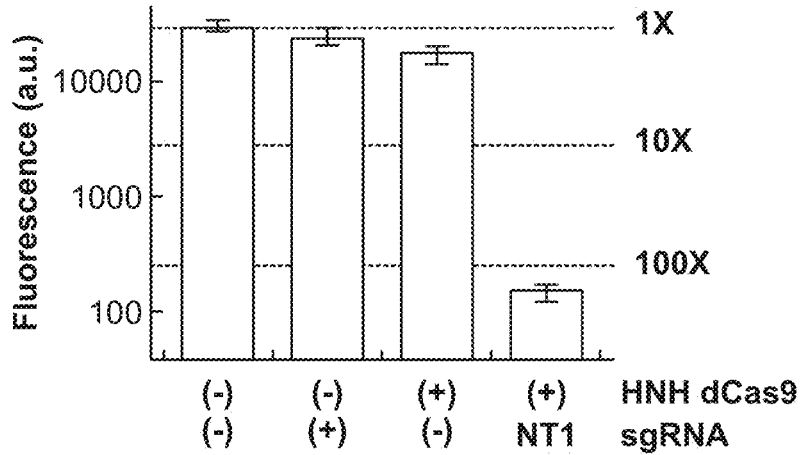 Fluorescence (a.u.)
10000
1000
100
1X
10X
100X
(-) (-) (+) (+) HNH dCas9
(-) (+) (-) NT1 sgRNA